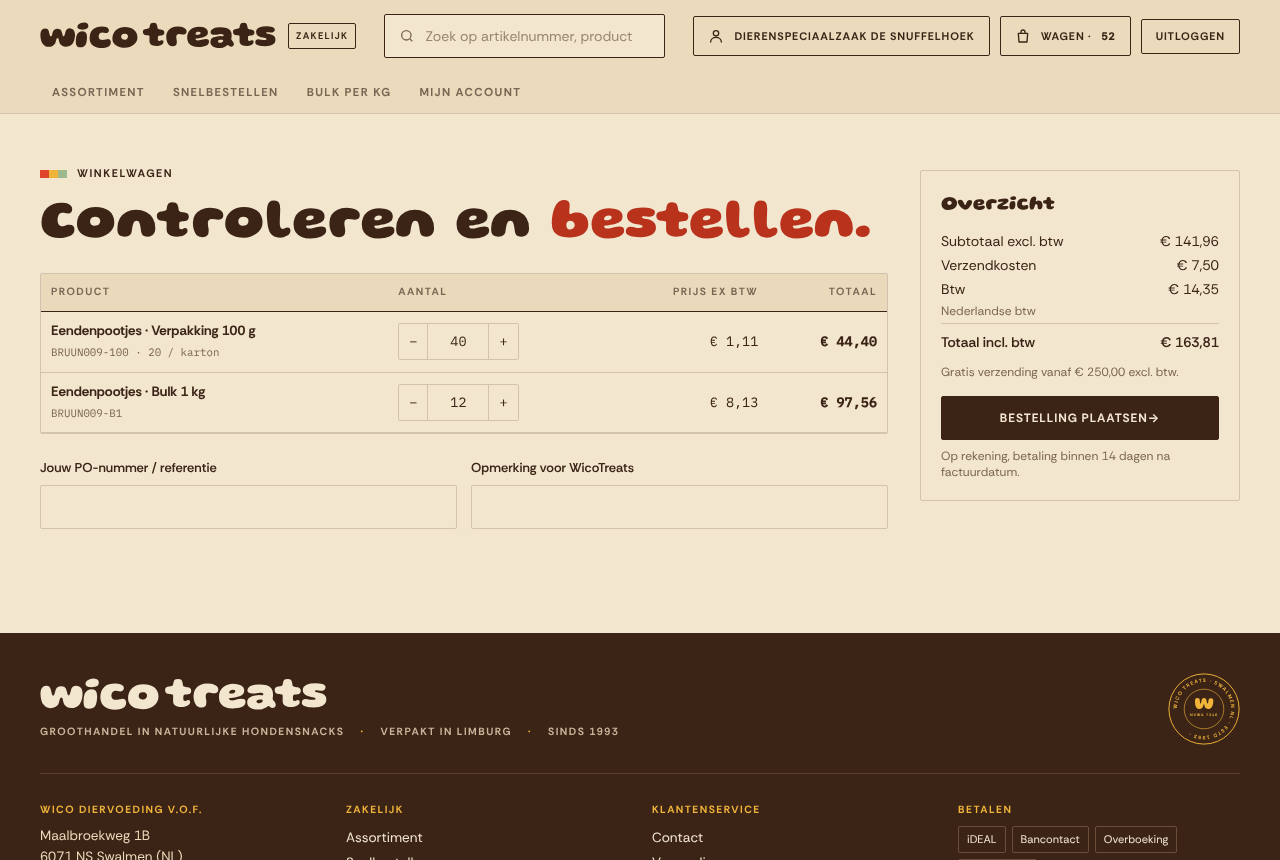 wico treats
ZAKELIJK
Zoek op artikelnummer, product
DIERENSPECIAALZAAK DE SNUFFELHOEK
WAGEN · 52
UITLOGGEN
ASSORTIMENT
SNELBESTELLEN
BULK PER KG
MIJN ACCOUNT
WINKELWAGEN
Controleren en bestellen.
PRODUCT AANTAL PRIJS EX BTW TOTAAL
Eendenpootjes · Verpakking 100 g
BRUUN009-100 · 20 / karton
− 40 + € 1,11 € 44,40
Eendenpootjes · Bulk 1 kg
BRUUN009-B1
− 12 + € 8,13 € 97,56
Jouw PO-nummer / referentie
Opmerking voor WicoTreats
Overzicht
Subtotaal excl. btw € 141,96
Verzendkosten € 7,50
Btw € 14,35
Nederlandse btw
Totaal incl. btw € 163,81
Gratis verzending vanaf € 250,00 excl. btw.
BESTELLING PLAATSEN→
Op rekening, betaling binnen 14 dagen na
factuurdatum.
wico treats
GROOTHANDEL IN NATUURLIJKE HONDENSNACKS · VERPAKT IN LIMBURG · SINDS 1993
WICO TREATS · SWALMEN NL · ESTD 1993 ·
W
WICO DIERVOEDING V.O.F.
Maalbroekweg 1B
6071 NS Swalmen (NL)
ZAKELIJK
Assortiment
KLANTENSERVICE
Contact
BETALEN
iDEAL
Bancontact
Overboeking